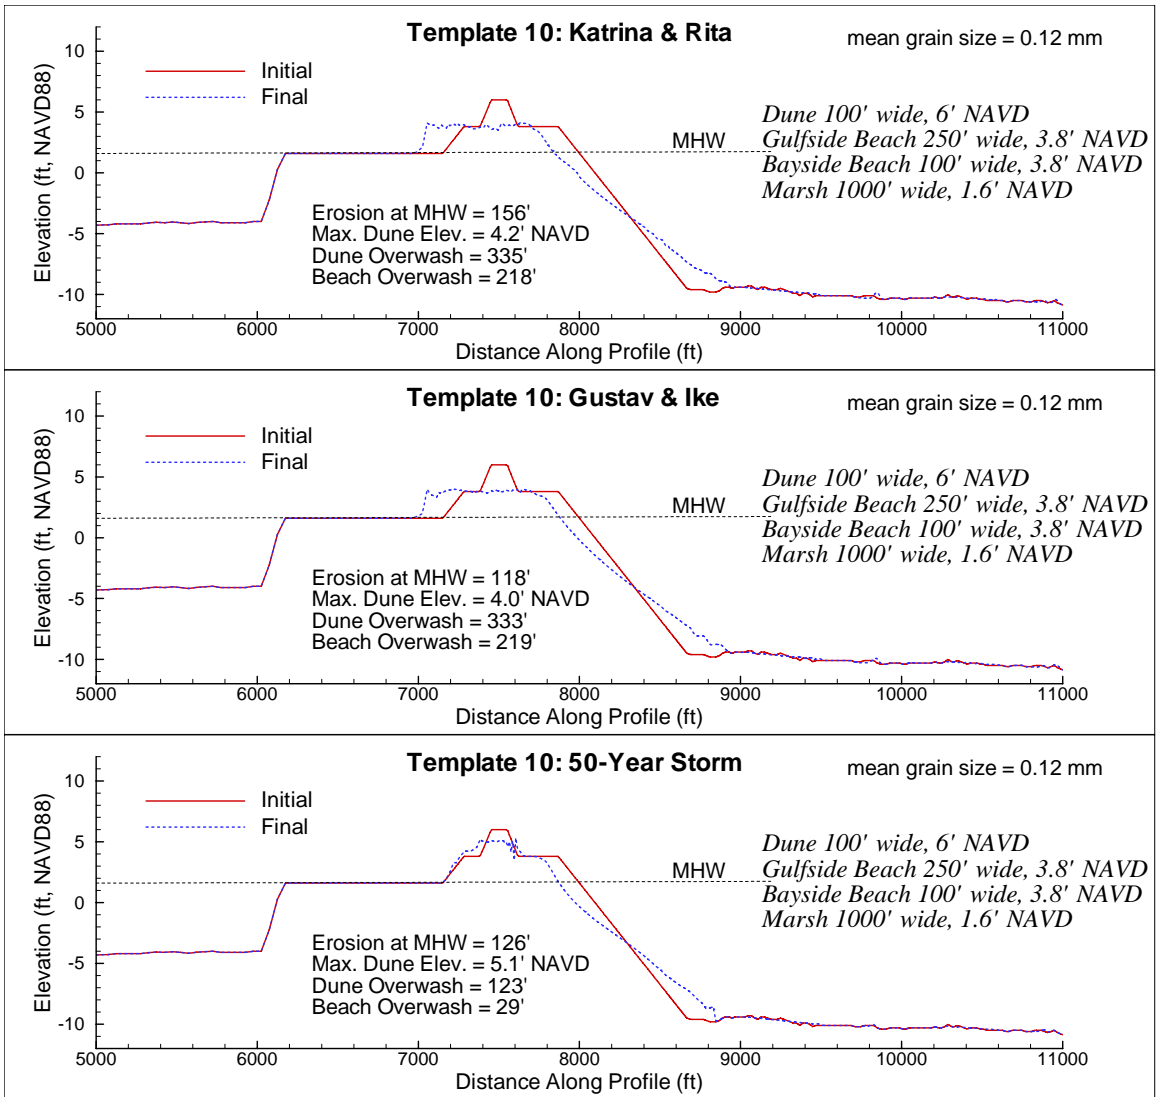 Template 10: Katrina & Rita
mean grain size = 0.12 mm
Initial
Final
Dune 100' wide, 6' NAVD
Gulfside Beach 250' wide, 3.8' NAVD
Bayside Beach 100' wide, 3.8' NAVD
Marsh 1000' wide, 1.6' NAVD
MHW
Erosion at MHW = 156'
Max. Dune Elev. = 4.2' NAVD
Dune Overwash = 335'
Beach Overwash = 218'
Elevation (ft, NAVD88)
10
5
0
-5
-10
5000 6000 7000 8000 9000 10000 11000
Distance Along Profile (ft)
Template 10: Gustav & Ike
mean grain size = 0.12 mm
Initial
Final
Dune 100' wide, 6' NAVD
Gulfside Beach 250' wide, 3.8' NAVD
Bayside Beach 100' wide, 3.8' NAVD
Marsh 1000' wide, 1.6' NAVD
MHW
Erosion at MHW = 118'
Max. Dune Elev. = 4.0' NAVD
Dune Overwash = 333'
Beach Overwash = 219'
Elevation (ft, NAVD88)
10
5
0
-5
-10
5000 6000 7000 8000 9000 10000 11000
Distance Along Profile (ft)
Template 10: 50-Year Storm
mean grain size = 0.12 mm
Initial
Final
Dune 100' wide, 6' NAVD
Gulfside Beach 250' wide, 3.8' NAVD
Bayside Beach 100' wide, 3.8' NAVD
Marsh 1000' wide, 1.6' NAVD
MHW
Erosion at MHW = 126'
Max. Dune Elev. = 5.1' NAVD
Dune Overwash = 123'
Beach Overwash = 29'
Elevation (ft, NAVD88)
10
5
0
-5
-10
5000 6000 7000 8000 9000 10000 11000
Distance Along Profile (ft)